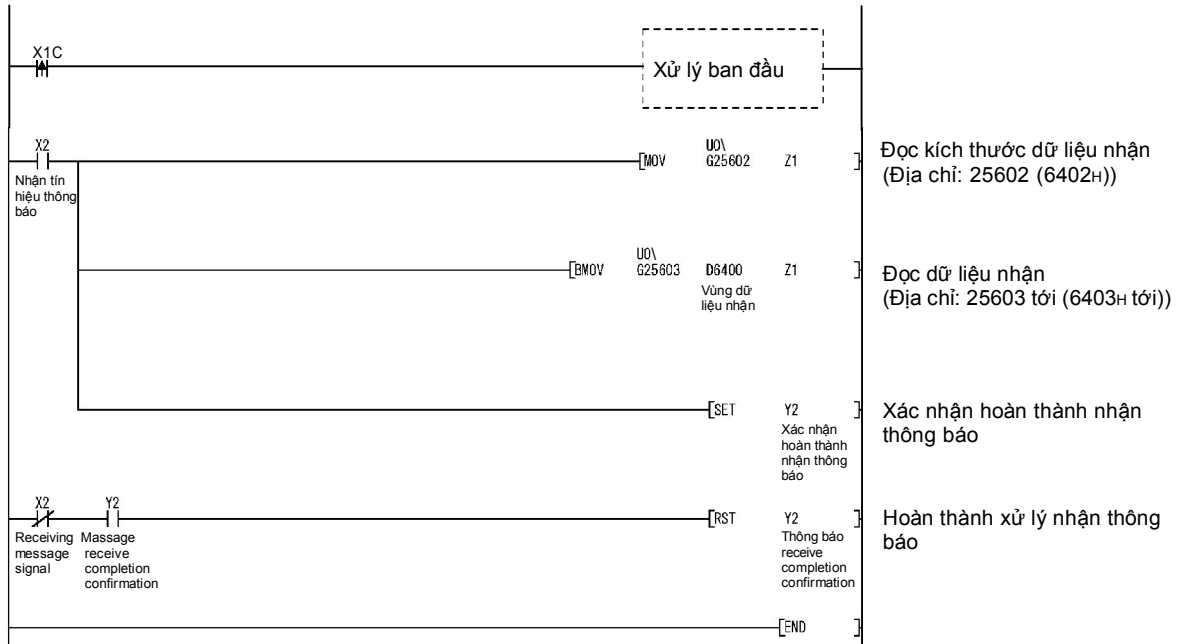 X1C
Xử lý ban đầu
X2
Nhận tín
hiệu thông
báo
[MOV U0\
G25602 Z1 ]
Đọc kích thước dữ liệu nhận
(Địa chỉ: 25602 (6402H))
[BMOV U0\
G25603 D6400 Z1 ]
Vùng dữ
liệu nhận
Đọc dữ liệu nhận
(Địa chỉ: 25603 tới (6403H tới))
[SET Y2 ]
Xác nhận
hoàn thành
nhận thông
báo
Xác nhận hoàn thành nhận
thông báo
X2 Y2
Receiving
message
signal
Massage
receive
completion
confirmation
[RST Y2 ]
Thông báo
receive
completion
confirmation
Hoàn thành xử lý nhận thông
báo
[END ]